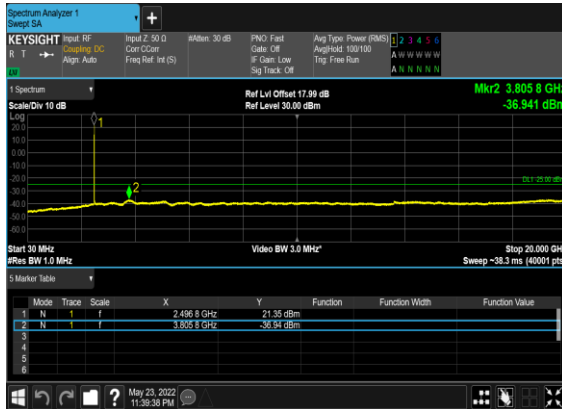 Spectrum Analyzer 1
Swept SA
+
KEYSIGHT Input: RF Input Z: 50 Ω #Atten: 30 dB PNO: Fast Avg Type: Power (RMS) 1 2 3 4 5 6
R T Coupling: DC Corr CCorr Gate: Off Avg|Hold: 100/100 A W W W W W
Align: Auto Freq Ref: Int (S) IF Gain: Low Trig: Free Run
Sig Track: Off A N N N N N
LXI
1 Spectrum
Ref Lvl Offset 17.99 dB Mkr2 3.805 8 GHz
Scale/Div 10 dB Ref Level 30.00 dBm -36.941 dBm
Log
1
20.0
10.0
0.00
-10.0
-20.0
2 DL1 -25.00 dBm
-30.0
-40.0
-50.0
-60.0
Start 30 MHz Video BW 3.0 MHz* Stop 20.000 GHz
#Res BW 1.0 MHz Sweep ~38.3 ms (40001 pts)
5 Marker Table
Mode Trace Scale X Y Function Function Width Function Value
1 N 1 f 2.496 8 GHz 21.35 dBm
2 N 1 f 3.805 8 GHz -36.94 dBm
3
4
5
6
? May 23, 2022
11:39:38 PM